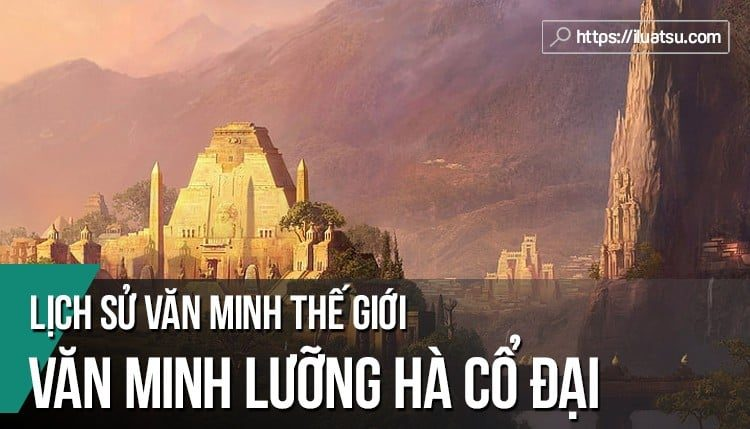 https://iluatsu.com
LỊCH SỬ VĂN MINH THẾ GIỚI
VĂN MINH LƯỠNG HÀ CỔ ĐẠI